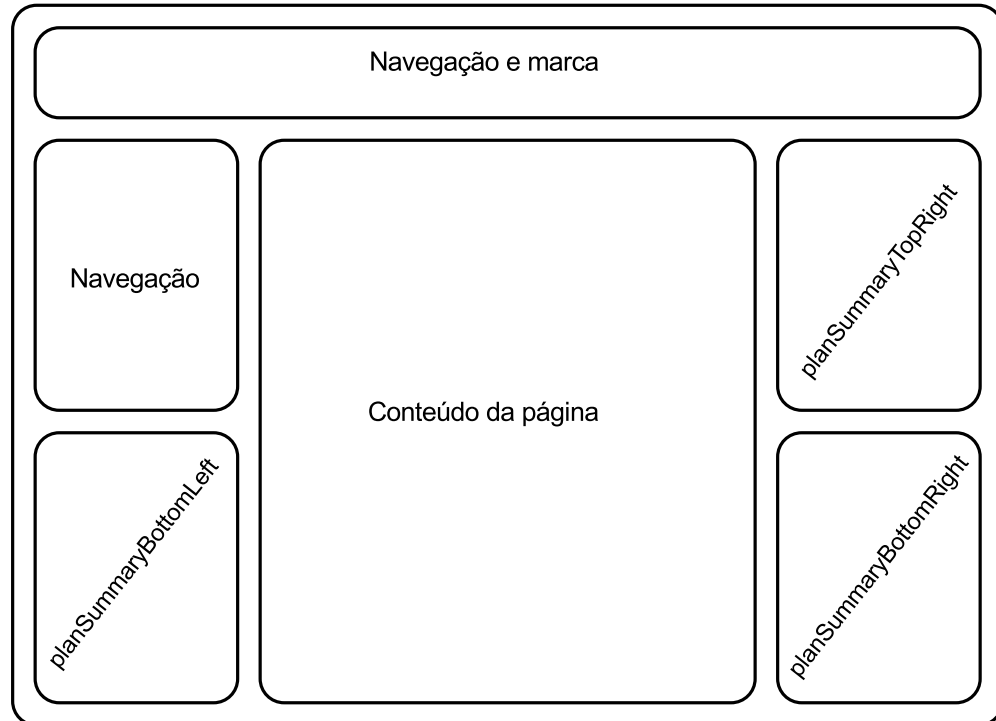 Navegação e marca
Navegação
planSummaryTopRight
Conteúdo da página
planSummaryBottomLeft
planSummaryBottomRight